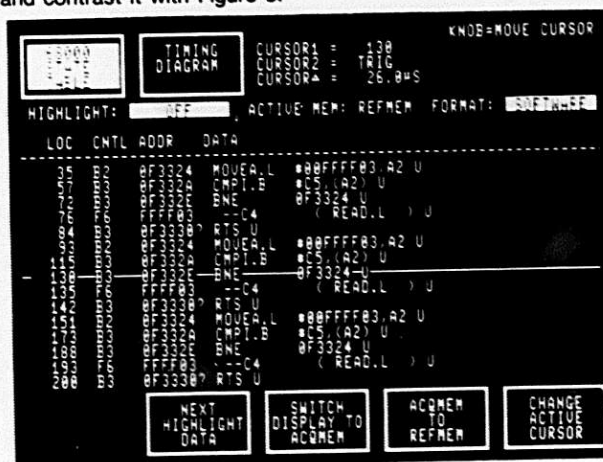 and contrast it with Figure
KNOB=MOVE CURSOR
68000
STATE
TABLE
TIMING
DIAGRAM
CURSOR1 = 130
CURSOR2 = TRIG
CURSOR▲ = 26.0µS
HIGHLIGHT: OFF ACTIVE MEM: REFMEM FORMAT: SOFTWARE
LOC CNTL ADDR DATA
35 B2 0F3324 MOVEA.L #00FFFF03,A2 U
57 B3 0F332A CMPI.B #C5,(A2) U
72 B3 0F332E BNE 0F3324 U
76 F6 FFFF03 --C4 ( READ.L ) U
84 B3 0F3330? RTS U
93 B2 0F3324 MOVEA.L #00FFFF03,A2 U
115 B3 0F332A CMPI.B #C5,(A2) U
130 B3 0F332E BNE 0F3324 U
135 F6 FFFF03 --C4 ( READ.L ) U
142 B3 0F3330? RTS U
151 B2 0F3324 MOVEA.L #00FFFF03,A2 U
173 B3 0F332A CMPI.B #C5,(A2) U
188 B3 0F332E BNE 0F3324 U
193 F6 FFFF03 --C4 ( READ.L ) U
200 B3 0F3330? RTS U
NEXT
HIGHLIGHT
DATA
SWITCH
DISPLAY TO
ACQMEM
ACQMEM
TO
REFMEM
CHANGE
ACTIVE
CURSOR